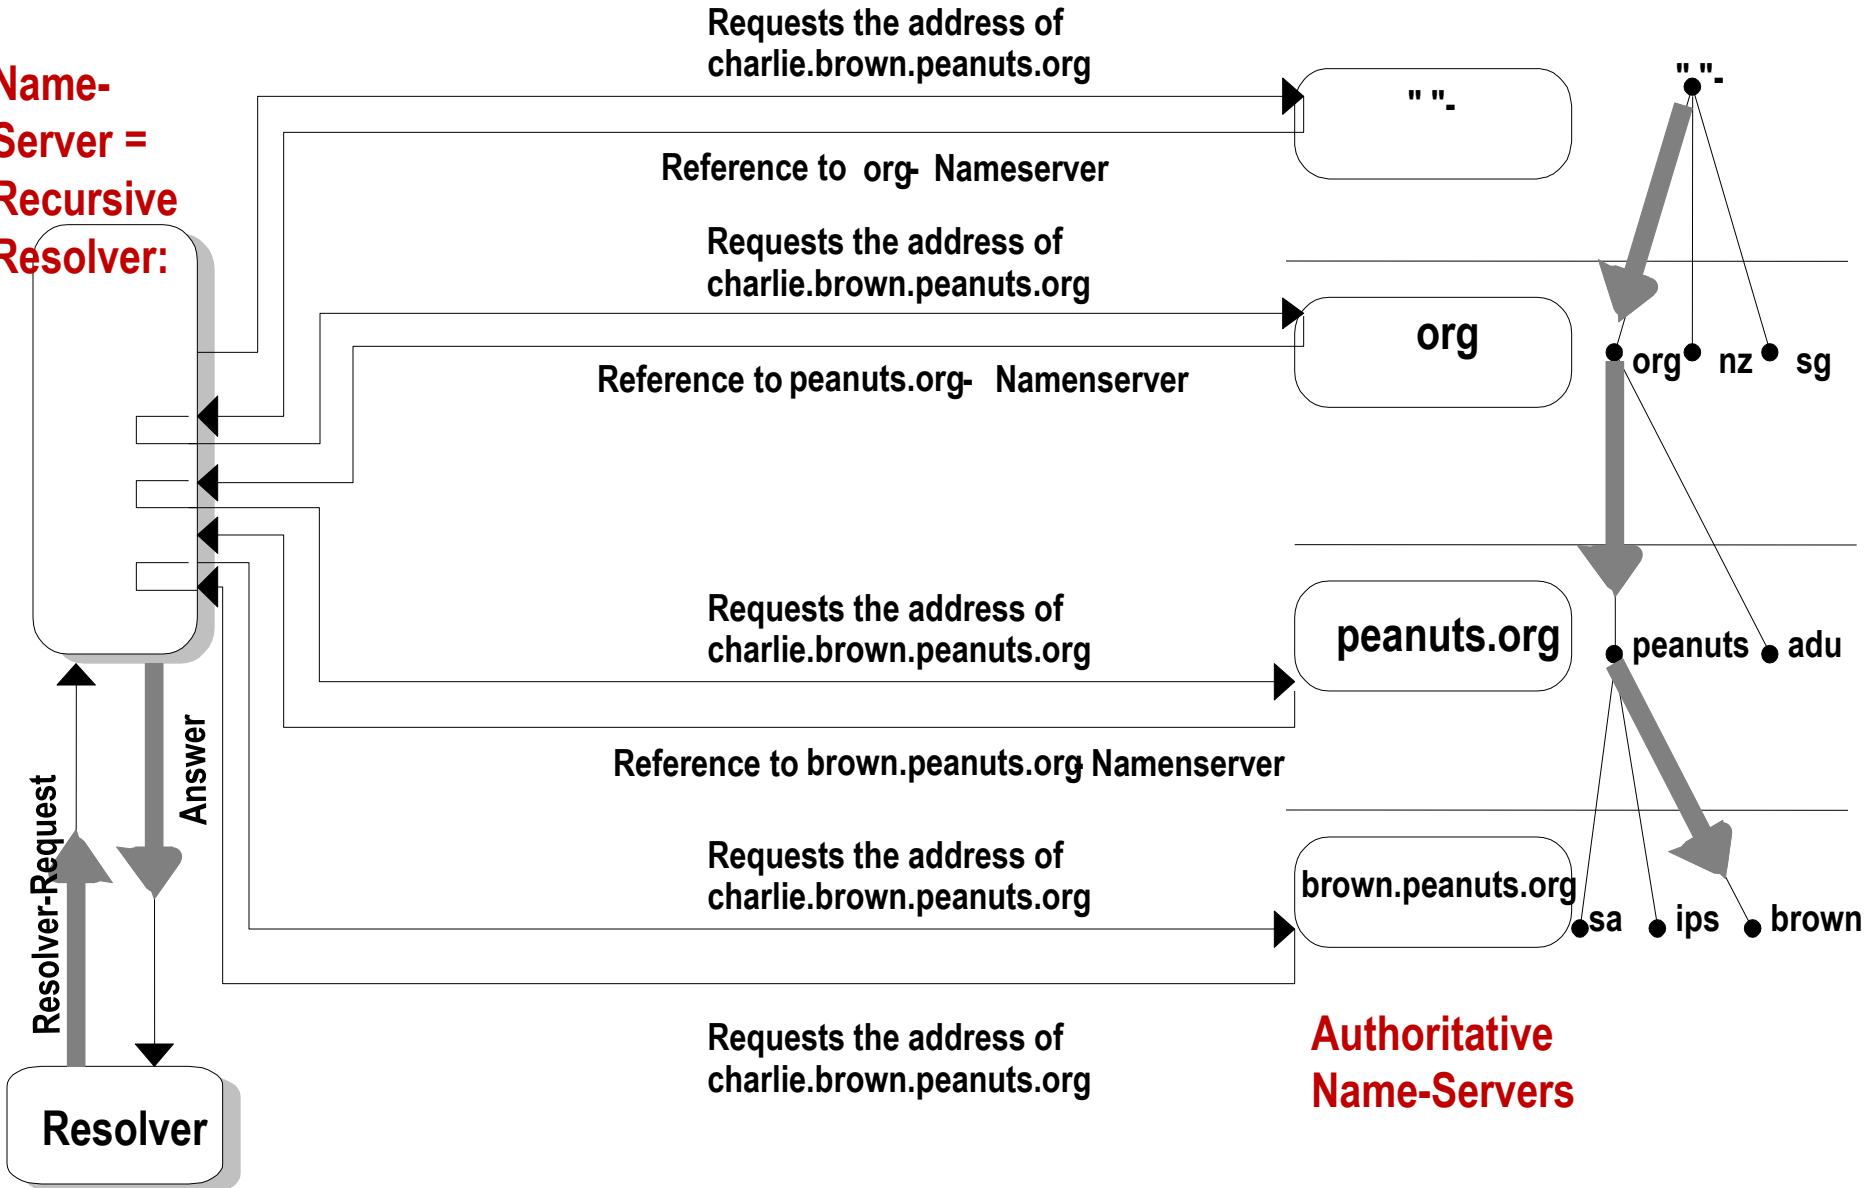 Requests the address of
charlie.brown.peanuts.org
Name-
Server =
Recursive
Resolver:
" "-
" "-
Reference to org- Nameserver
Requests the address of
charlie.brown.peanuts.org
org
org nz sg
Reference to peanuts.org- Namenserver
Requests the address of
charlie.brown.peanuts.org
peanuts.org
peanuts adu
Answer
Resolver-Request
Reference to brown.peanuts.org- Namenserver
Requests the address of
charlie.brown.peanuts.org
brown.peanuts.org
sa ips brown
Requests the address of
charlie.brown.peanuts.org
Authoritative
Name-Servers
Resolver